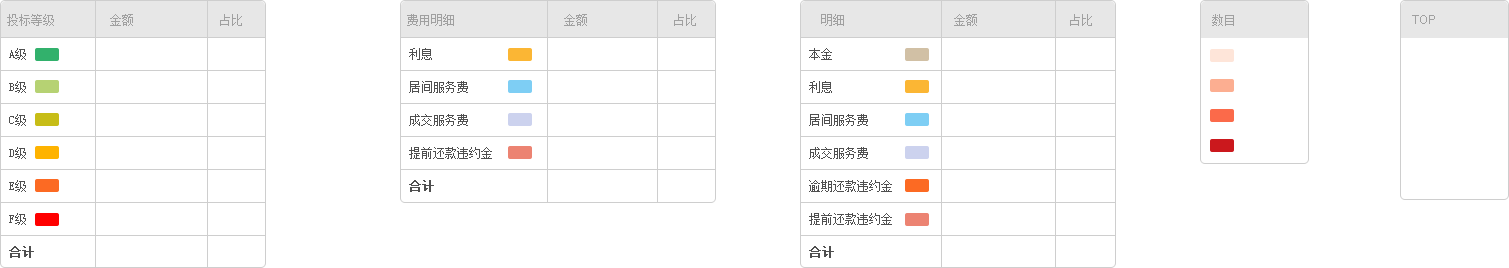 投标等级 金额 占比
A级
B级
C级
D级
E级
F级
合计
费用明细 金额 占比
利息
居间服务费
成交服务费
提前还款违约金
合计
明细 金额 占比
本金
利息
居间服务费
成交服务费
逾期还款违约金
提前还款违约金
合计
数目
TOP